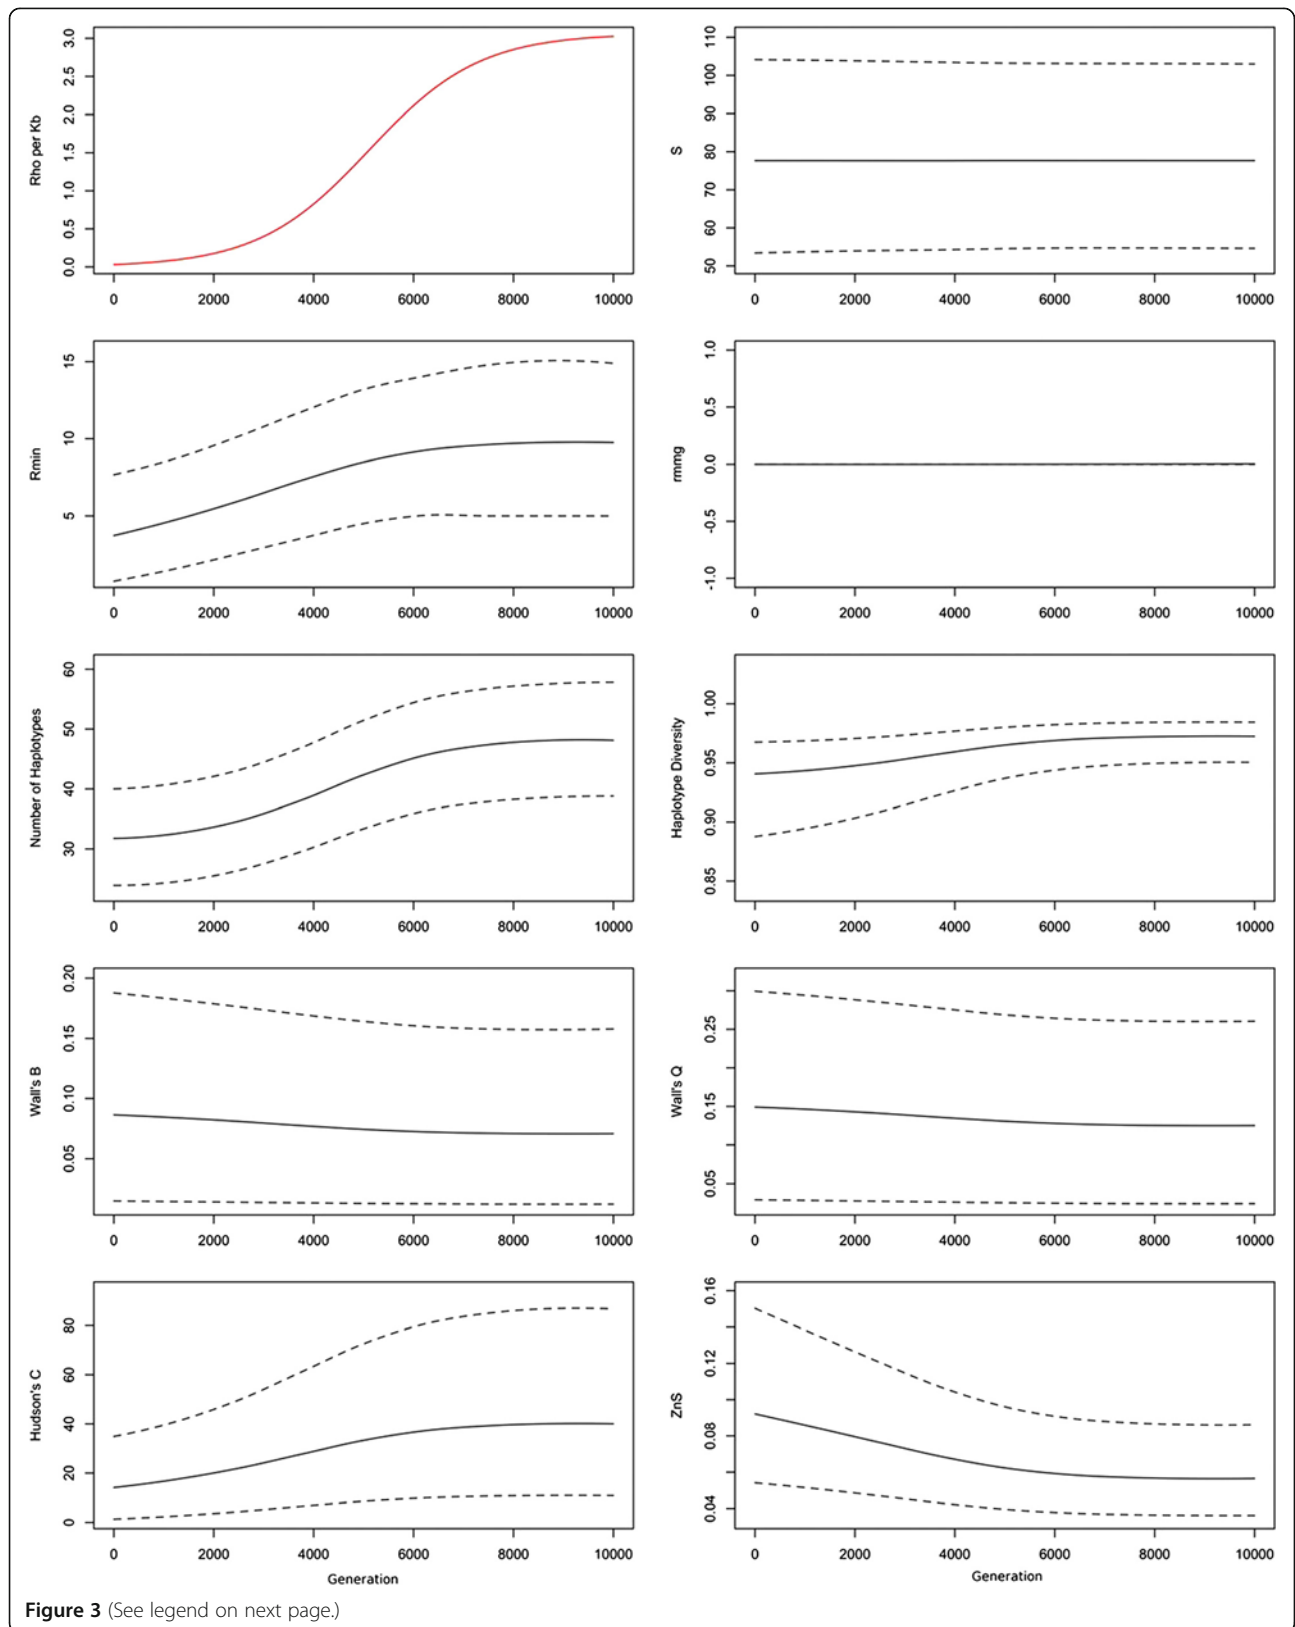 Rho per Kb
0.0 0.5 1.0 1.5 2.0 2.5 3.0
0 2000 4000 6000 8000 10000
S
50 60 70 80 90 100 110
0 2000 4000 6000 8000 10000
Rmin
5 10 15
0 2000 4000 6000 8000 10000
rmmg
-1.0 -0.5 0.0 0.5 1.0
0 2000 4000 6000 8000 10000
Number of Haplotypes
30 40 50 60
0 2000 4000 6000 8000 10000
Haplotype Diversity
0.85 0.90 0.95 1.00
0 2000 4000 6000 8000 10000
Wall's B
0.05 0.10 0.15 0.20
0 2000 4000 6000 8000 10000
Wall's Q
0.05 0.15 0.25
0 2000 4000 6000 8000 10000
Hudson's C
0 20 40 60 80
0 2000 4000 6000 8000 10000
Generation
ZnS
0.04 0.08 0.12 0.16
0 2000 4000 6000 8000 10000
Generation
Figure 3 (See legend on next page.)